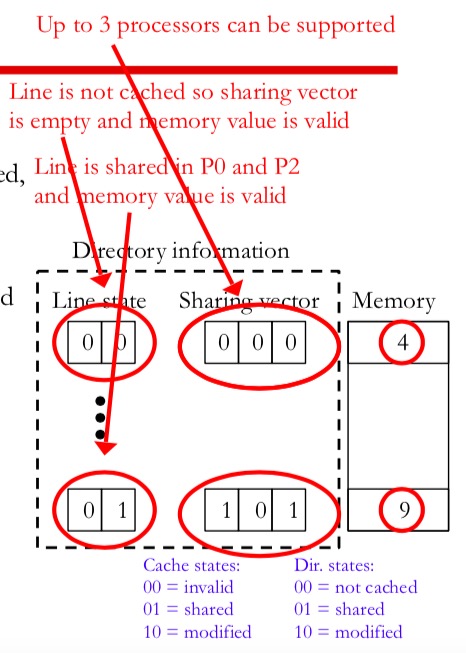 Up to 3 processors can be supported
Line is not cached so sharing vector
is empty and memory value is valid
ed, Line is shared in P0 and P2
and memory value is valid
Directory information
d Line state Sharing vector Memory
0 0 0 0 0 4
0 1 1 0 1 9
Cache states: Dir. states:
00 = invalid 00 = not cached
01 = shared 01 = shared
10 = modified 10 = modified